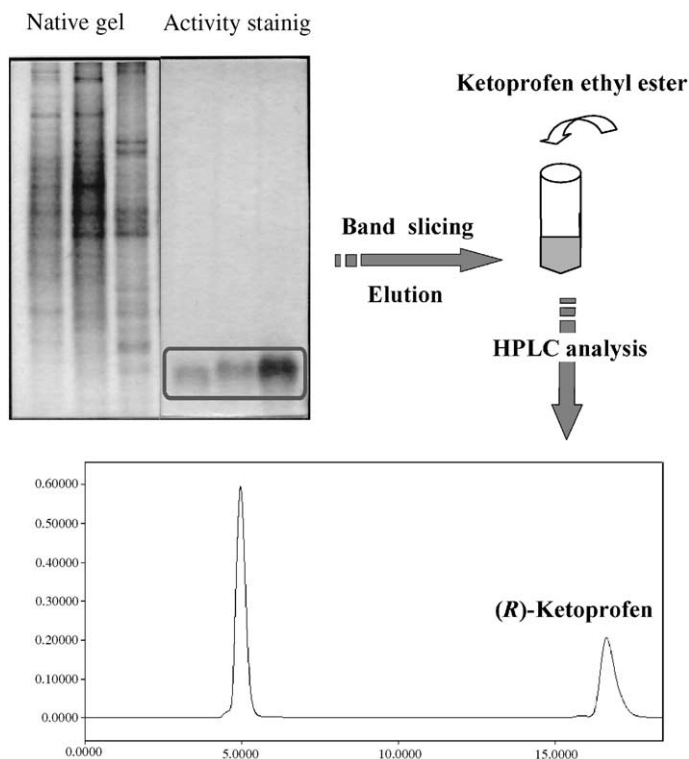 Native gel Activity stainig
Ketoprofen ethyl ester
Band slicing
Elution
HPLC analysis
0.60000
0.50000
0.40000
0.30000
(R)-Ketoprofen
0.20000
0.10000
0.0000
0.0000 5.0000 10.0000 15.0000